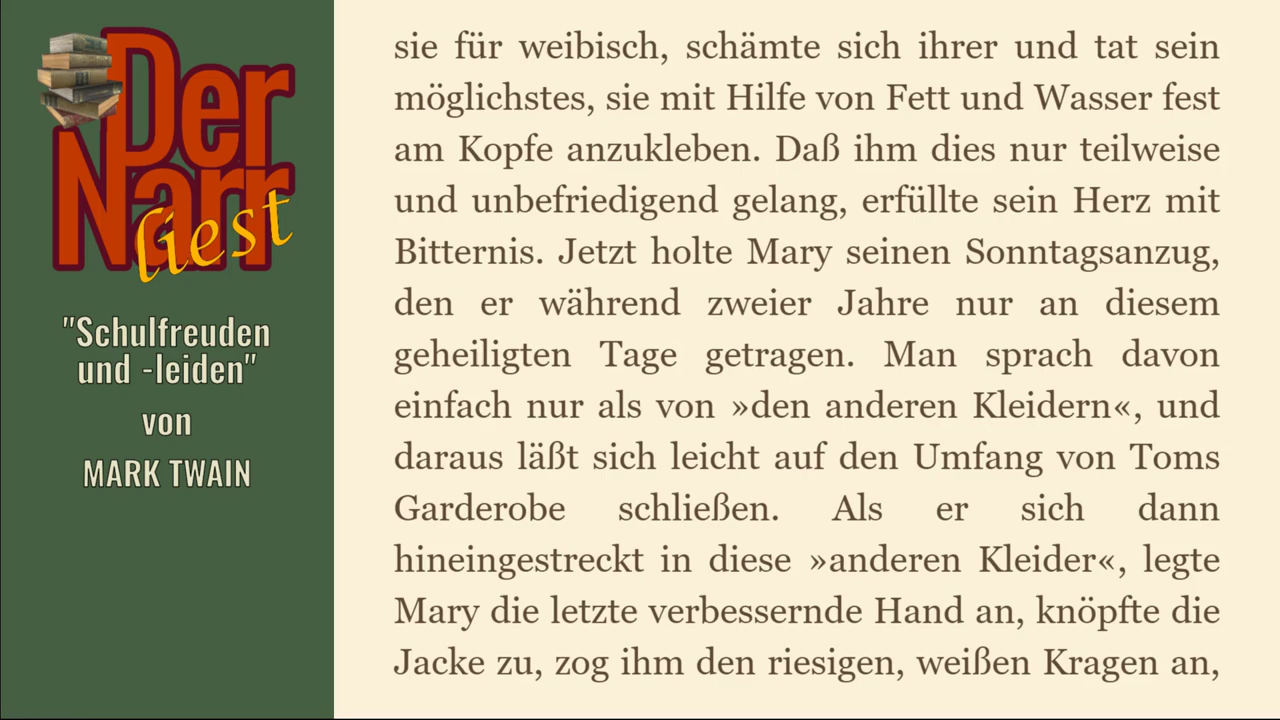 Der
Narr
liest
"Schulfreuden
und -leiden"
von
MARK TWAIN
sie für weibisch, schämte sich ihrer und tat sein
möglichstes, sie mit Hilfe von Fett und Wasser fest
am Kopfe anzukleben. Daß ihm dies nur teilweise
und unbefriedigend gelang, erfüllte sein Herz mit
Bitternis. Jetzt holte Mary seinen Sonntagsanzug,
den er während zweier Jahre nur an diesem
geheiligten Tage getragen. Man sprach davon
einfach nur als von »den anderen Kleidern«, und
daraus läßt sich leicht auf den Umfang von Toms
Garderobe schließen. Als er sich dann
hineingestreckt in diese »anderen Kleider«, legte
Mary die letzte verbessernde Hand an, knöpfte die
Jacke zu, zog ihm den riesigen, weißen Kragen an,